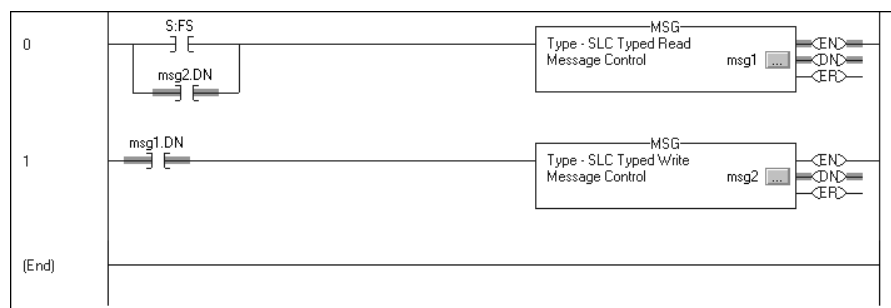 S:FS
MSG
0
Type - SLC Typed Read
Message Control msg1 ...
EN
DN
ER
msg2.DN
msg1.DN
MSG
1
Type - SLC Typed Write
Message Control msg2 ...
EN
DN
ER
(End)